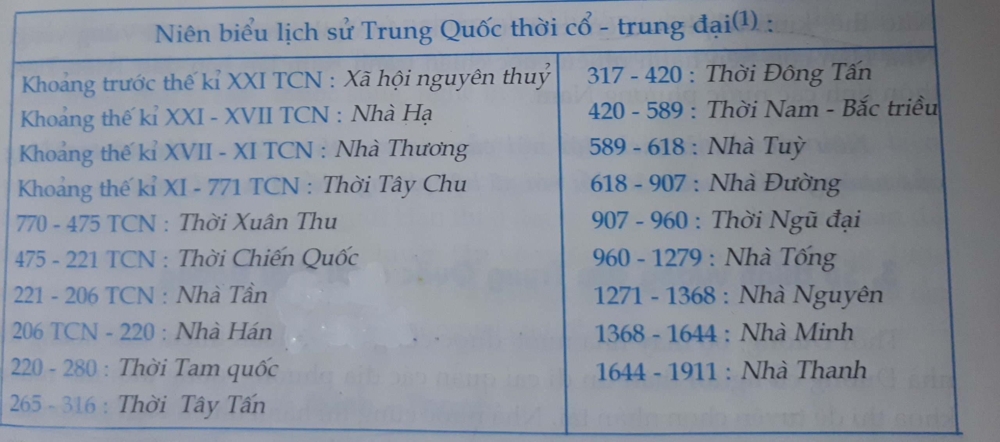 Niên biểu lịch sử Trung Quốc thời cổ - trung đại(1) :
Khoảng trước thế kỉ XXI TCN : Xã hội nguyên thuỷ
Khoảng thế kỉ XXI - XVII TCN : Nhà Hạ
Khoảng thế kỉ XVII - XI TCN : Nhà Thương
Khoảng thế kỉ XI - 771 TCN : Thời Tây Chu
770 - 475 TCN : Thời Xuân Thu
475 - 221 TCN : Thời Chiến Quốc
221 - 206 TCN : Nhà Tần
206 TCN - 220 : Nhà Hán
220 - 280 : Thời Tam quốc
265 - 316 : Thời Tây Tấn
317 - 420 : Thời Đông Tấn
420 - 589 : Thời Nam - Bắc triều
589 - 618 : Nhà Tuỳ
618 - 907 : Nhà Đường
907 - 960 : Thời Ngũ đại
960 - 1279 : Nhà Tống
1271 - 1368 : Nhà Nguyên
1368 - 1644 : Nhà Minh
1644 - 1911 : Nhà Thanh